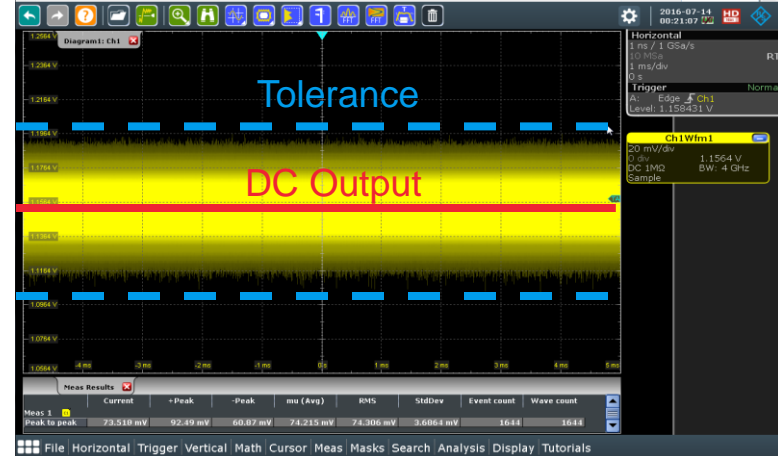 2016-07-14
00:21:07
HD
1.2564 V
Diagram1: Ch1
1.2364 V
1.2164 V
Tolerance
1.1964 V
1.1764 V
DC Output
1.1564 V
1.1364 V
1.1164 V
1.0964 V
1.0764 V
1.0564 V
-4 ms -3 ms -2 ms -1 ms 0 s 1 ms 2 ms 3 ms 4 ms 5 ms
Horizontal
1 ns / 1 GSa/s
10 MSa RT
1 ms/div
0 s
Trigger Norma
A: Edge Ch1
Level: 1.158431 V
Ch1Wfm1
20 mV/div
0 div 1.1564 V
DC 1MΩ BW: 4 GHz
Sample
Meas Results
Current +Peak -Peak mu (Avg) RMS StdDev Event count Wave count
Meas 1
Peak to peak 73.518 mV 92.49 mV 60.87 mV 74.215 mV 74.306 mV 3.6864 mV 1644 1644
File Horizontal Trigger Vertical Math Cursor Meas Masks Search Analysis Display Tutorials